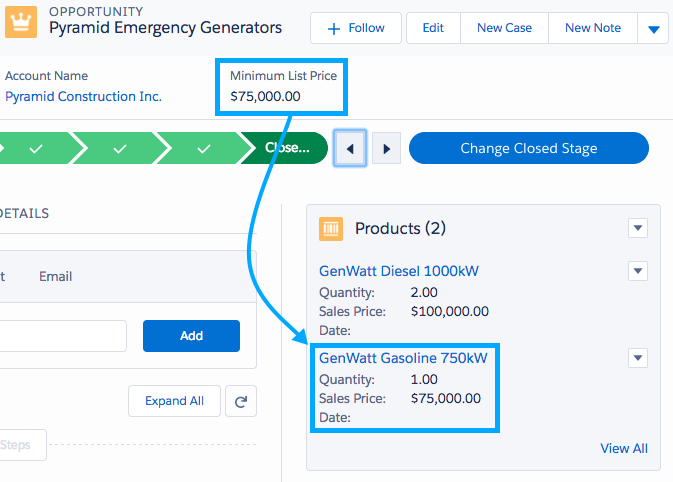 OPPORTUNITY
Pyramid Emergency Generators
+ Follow
Edit
New Case
New Note
Account Name
Pyramid Construction Inc.
Minimum List Price
$75,000.00
Close...
Change Closed Stage
DETAILS
t
Email
Add
Expand All
Steps
Products (2)
GenWatt Diesel 1000kW
Quantity: 2.00
Sales Price: $100,000.00
Date:
GenWatt Gasoline 750kW
Quantity: 1.00
Sales Price: $75,000.00
Date:
View All